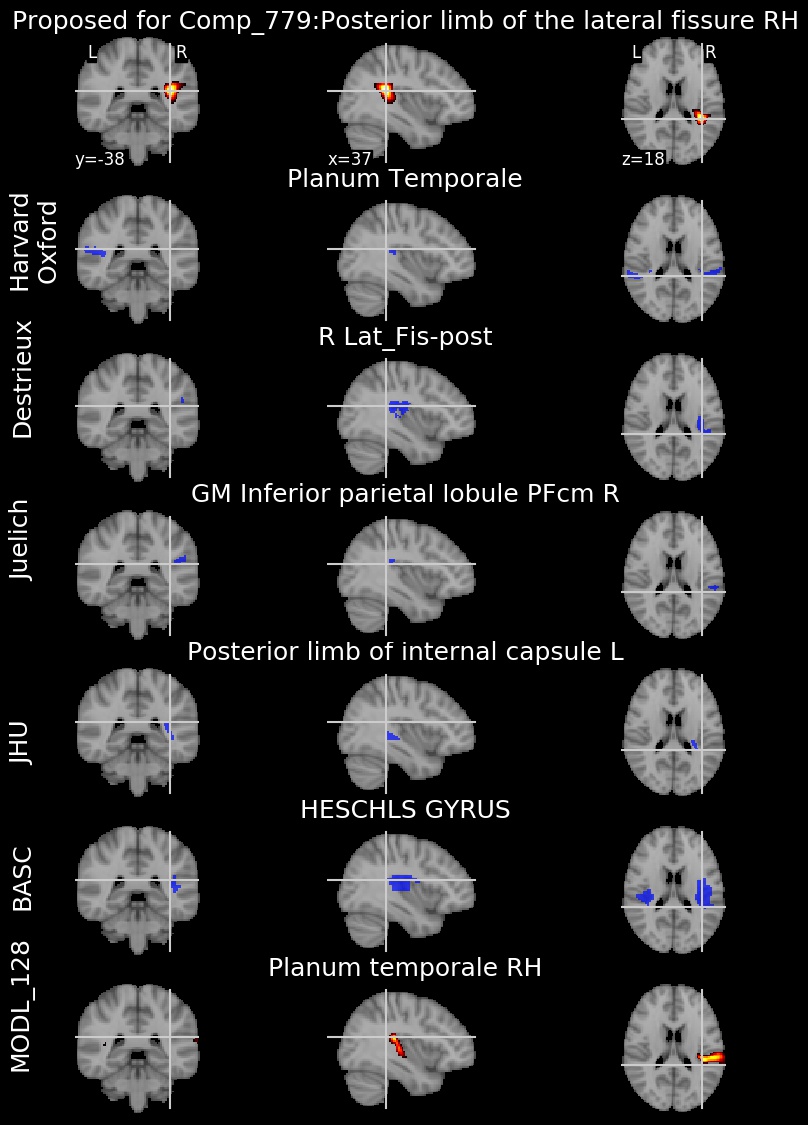 Proposed for Comp_779:Posterior limb of the lateral fissure RH
L R L R
y=-38 x=37 z=18
Planum Temporale
Harvard
Oxford
R Lat_Fis-post
Destrieux
GM Inferior parietal lobule PFcm R
Juelich
Posterior limb of internal capsule L
JHU
HESCHLS GYRUS
BASC
Planum temporale RH
MODL_128